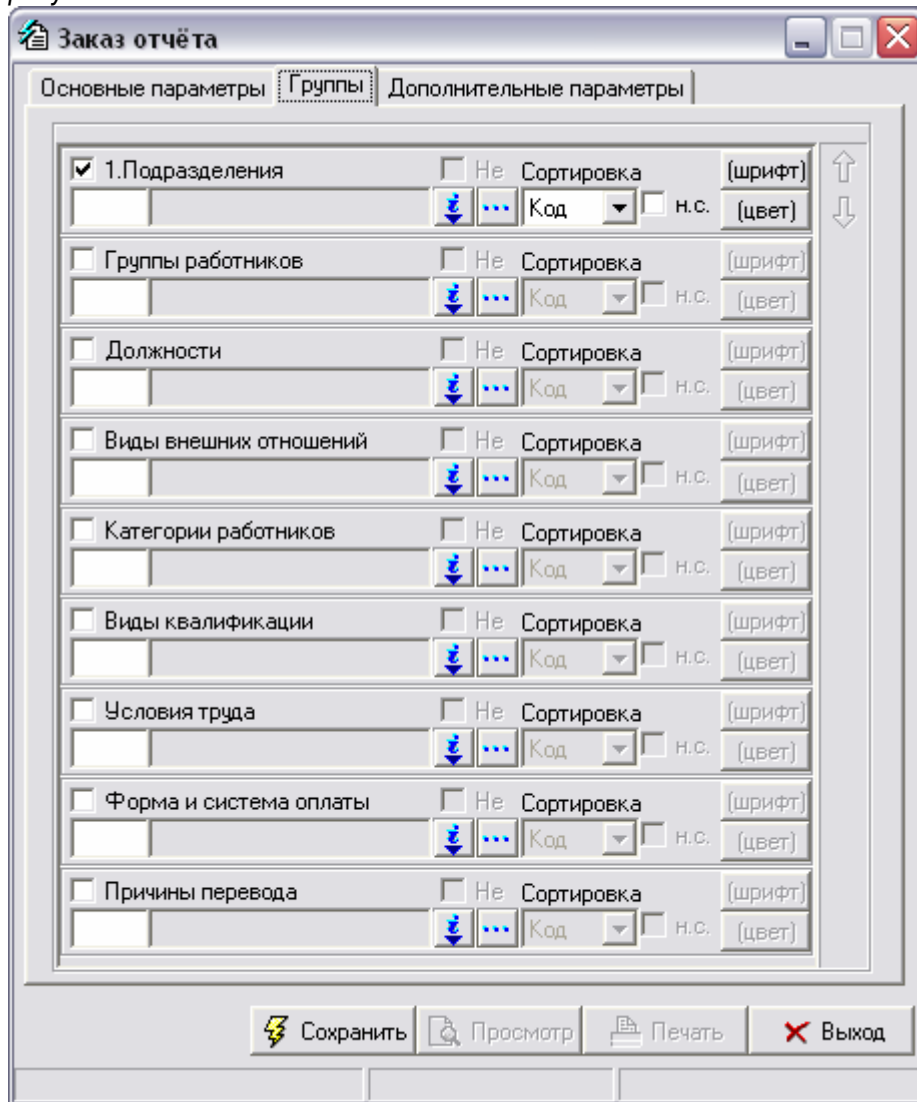 Заказ отчёта
Основные параметры Группы Дополнительные параметры
1.Подразделения Не Сортировка (шрифт)
Код н.с. (цвет)
Группы работников Не Сортировка (шрифт)
Код н.с. (цвет)
Должности Не Сортировка (шрифт)
Код н.с. (цвет)
Виды внешних отношений Не Сортировка (шрифт)
Код н.с. (цвет)
Категории работников Не Сортировка (шрифт)
Код н.с. (цвет)
Виды квалификации Не Сортировка (шрифт)
Код н.с. (цвет)
Условия труда Не Сортировка (шрифт)
Код н.с. (цвет)
Форма и система оплаты Не Сортировка (шрифт)
Код н.с. (цвет)
Причины перевода Не Сортировка (шрифт)
Код н.с. (цвет)
Сохранить Просмотр Печать Выход